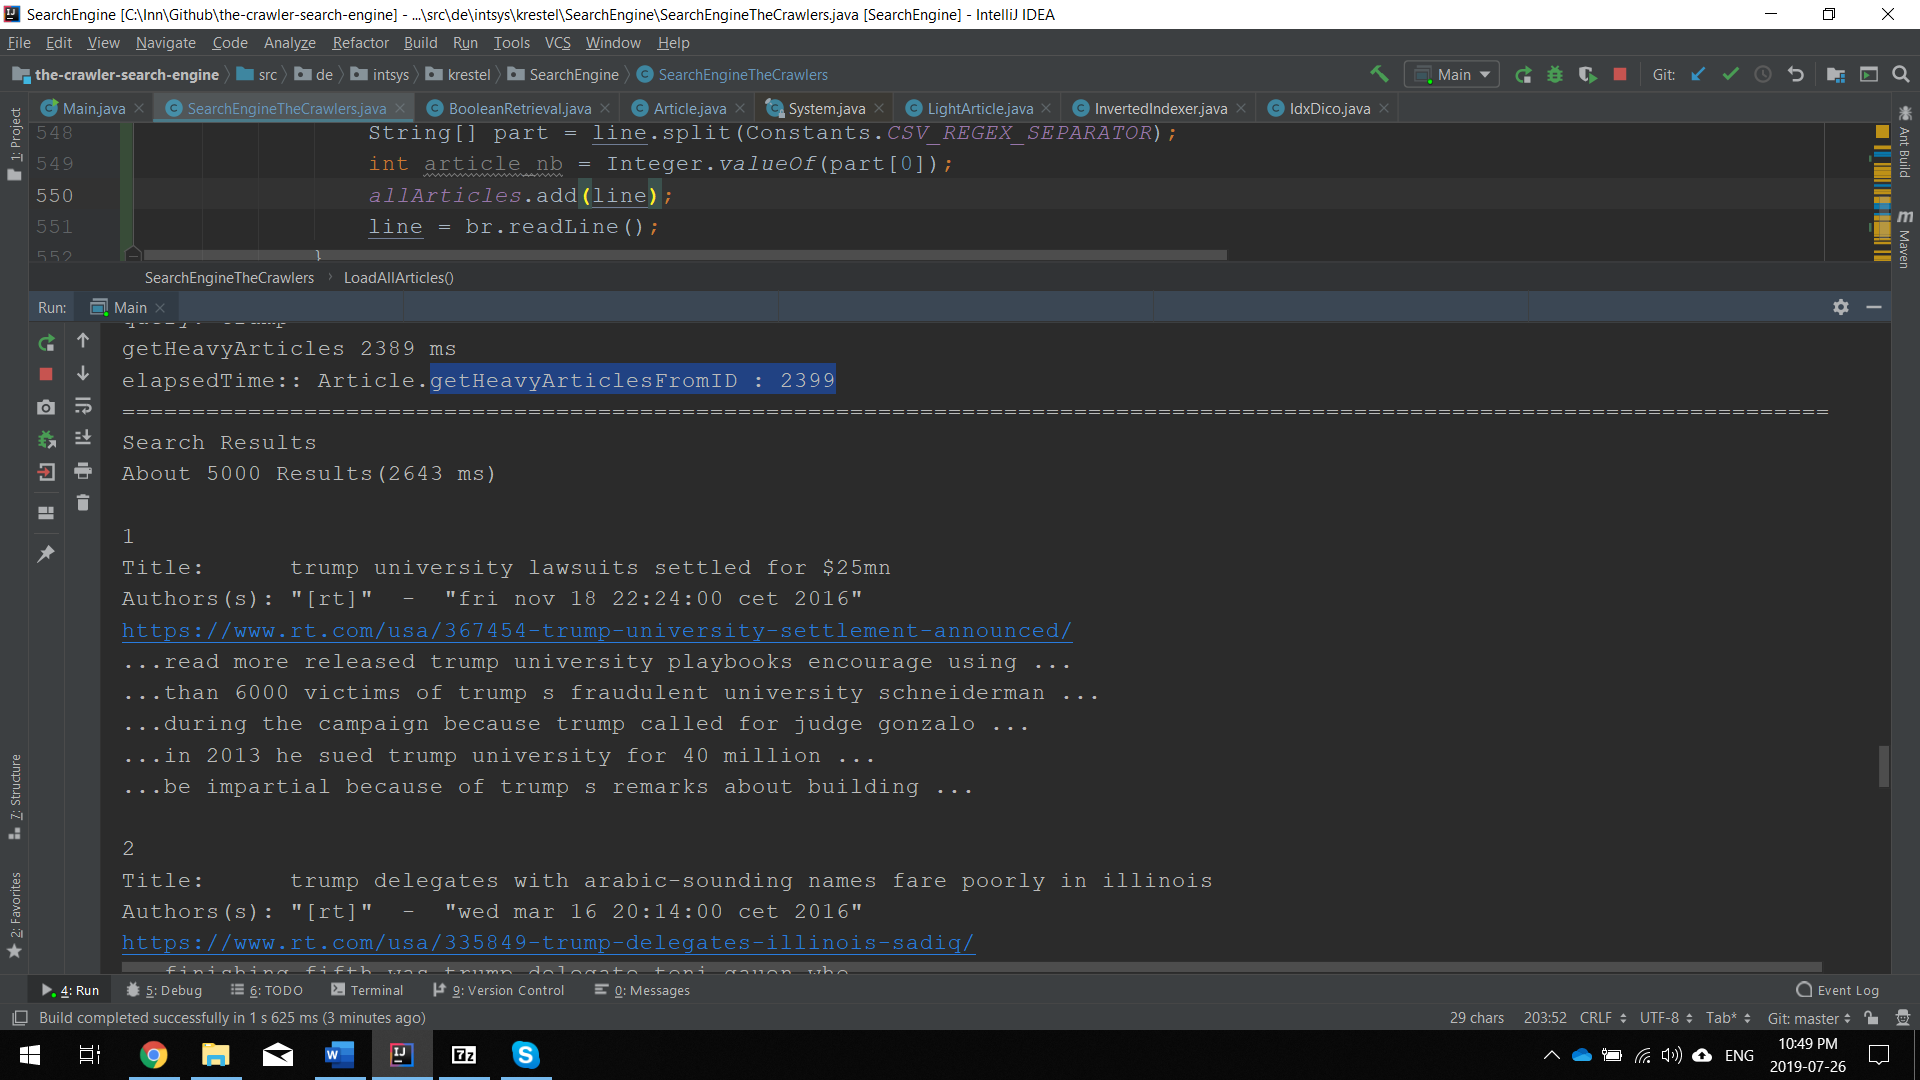 SearchEngine [C:\Inn\Github\the-crawler-search-engine] - ...\src\de\intsys\krestel\SearchEngine\SearchEngineTheCrawlers.java [SearchEngine] - IntelliJ IDEA
File Edit View Navigate Code Analyze Refactor Build Run Tools VCS Window Help
the-crawler-search-engine src de intsys krestel SearchEngine SearchEngineTheCrawlers Main Git:
Main.java SearchEngineTheCrawlers.java BooleanRetrieval.java Article.java System.java LightArticle.java InvertedIndexer.java IdxDico.java
548 String[] part = line.split(Constants.CSV_REGEX_SEPARATOR);
549 int article_nb = Integer.valueOf(part[0]);
550 allArticles.add(line);
551 line = br.readLine();
552 }
SearchEngineTheCrawlers › LoadAllArticles()
Run: Main
getHeavyArticles 2389 ms
elapsedTime:: Article.getHeavyArticlesFromID : 2399
==========================================================================================================================
Search Results
About 5000 Results(2643 ms)
1
Title: trump university lawsuits settled for $25mn
Authors(s): "[rt]" - "fri nov 18 22:24:00 cet 2016"
https://www.rt.com/usa/367454-trump-university-settlement-announced/
...read more released trump university playbooks encourage using ...
...than 6000 victims of trump s fraudulent university schneiderman ...
...during the campaign because trump called for judge gonzalo ...
...in 2013 he sued trump university for 40 million ...
...be impartial because of trump s remarks about building ...
2
Title: trump delegates with arabic-sounding names fare poorly in illinois
Authors(s): "[rt]" - "wed mar 16 20:14:00 cet 2016"
https://www.rt.com/usa/335849-trump-delegates-illinois-sadiq/
finishing fifth was trump delegate
1: Project
7: Structure
2: Favorites
Ant Build
m Maven
4: Run 5: Debug 6: TODO Terminal 9: Version Control 0: Messages Event Log
Build completed successfully in 1 s 625 ms (3 minutes ago) 29 chars 203:52 CRLF UTF-8 Tab* Git: master
ENG 10:49 PM
2019-07-26